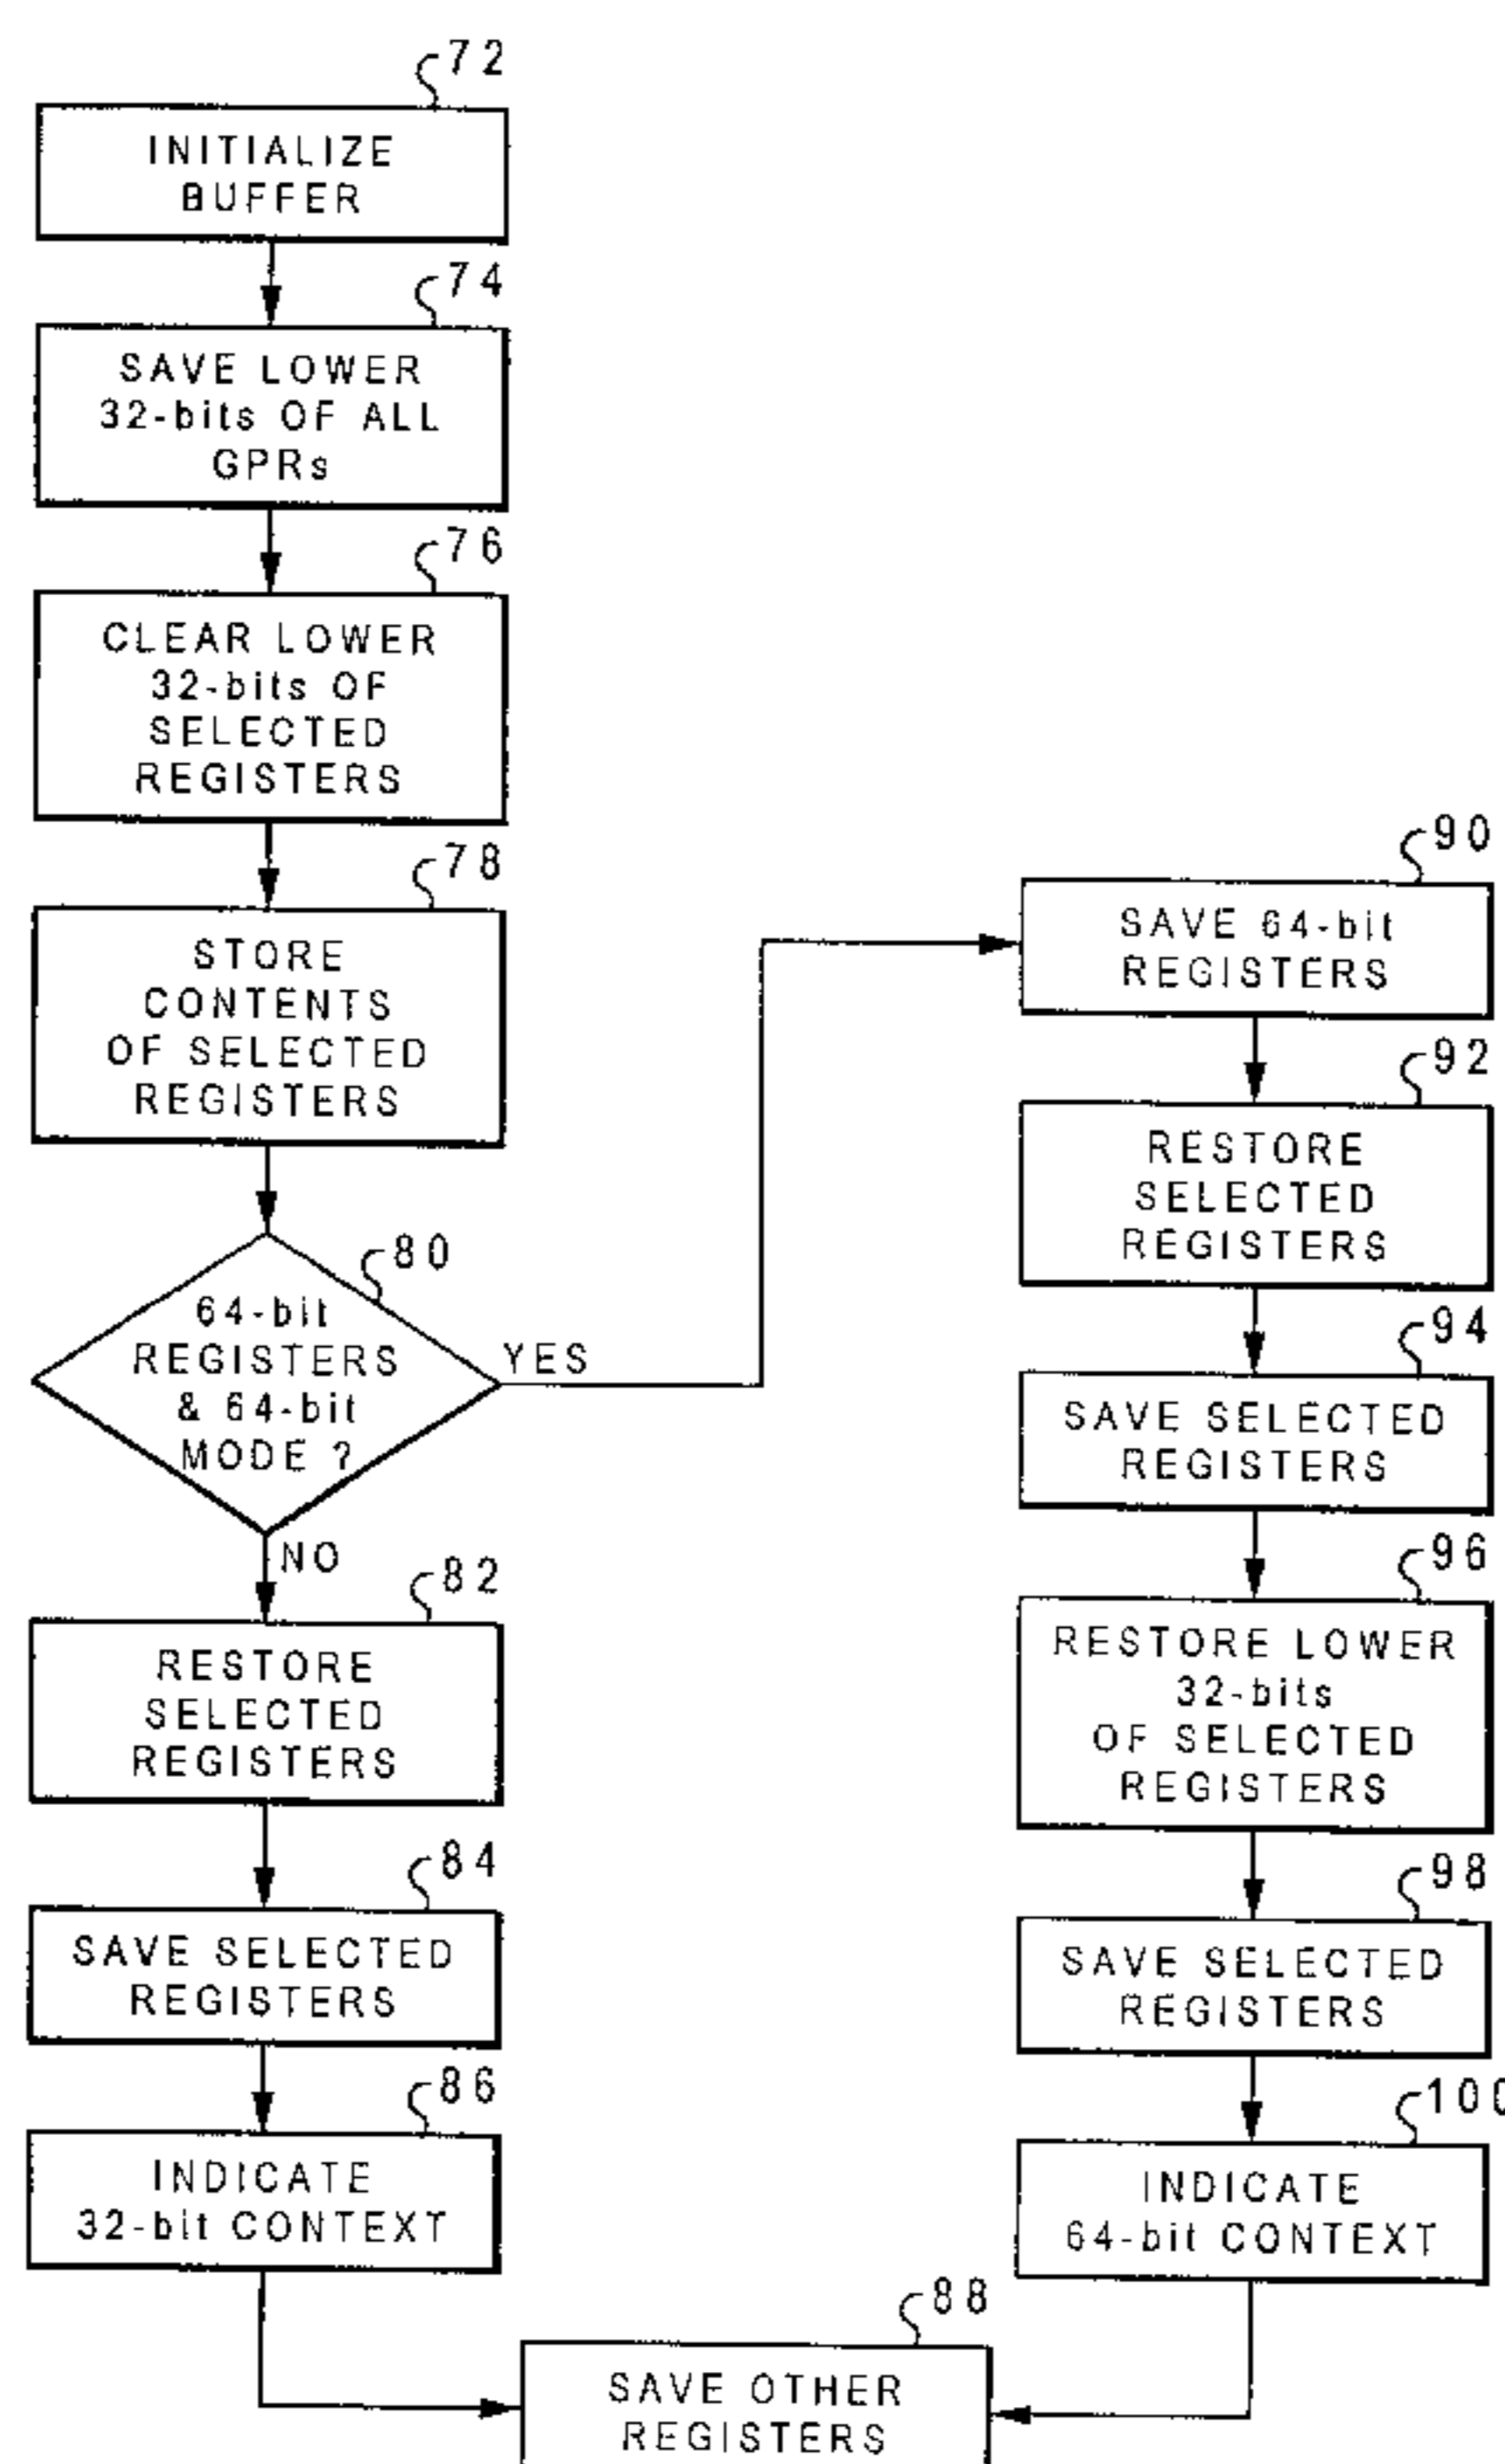 72
INITIALIZE
BUFFER
74
SAVE LOWER
32-bits OF ALL
GPRs
76
CLEAR LOWER
32-bits OF
SELECTED
REGISTERS
78
STORE
CONTENTS
OF SELECTED
REGISTERS
80
64-bit
REGISTERS
& 64-bit
MODE ?
YES
NO
82
RESTORE
SELECTED
REGISTERS
84
SAVE SELECTED
REGISTERS
86
INDICATE
32-bit CONTEXT
90
SAVE 64-bit
REGISTERS
92
RESTORE
SELECTED
REGISTERS
94
SAVE SELECTED
REGISTERS
96
RESTORE LOWER
32-bits
OF SELECTED
REGISTERS
98
SAVE SELECTED
REGISTERS
100
INDICATE
64-bit CONTEXT
88
SAVE OTHER
REGISTERS